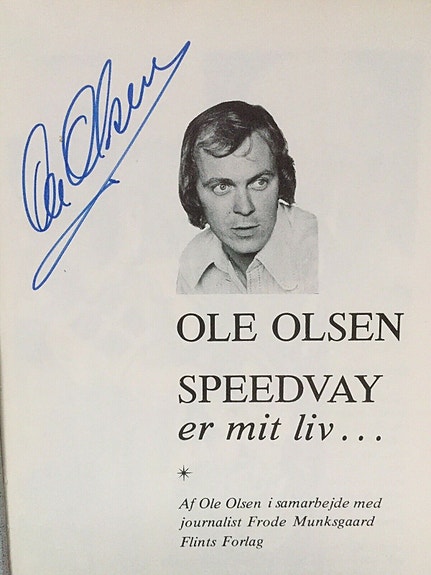 Ole Olsen
OLE OLSEN
SPEEDVAY
er mit liv...
*
Af Ole Olsen i samarbejde med
journalist Frode Munksgaard
Flints Forlag